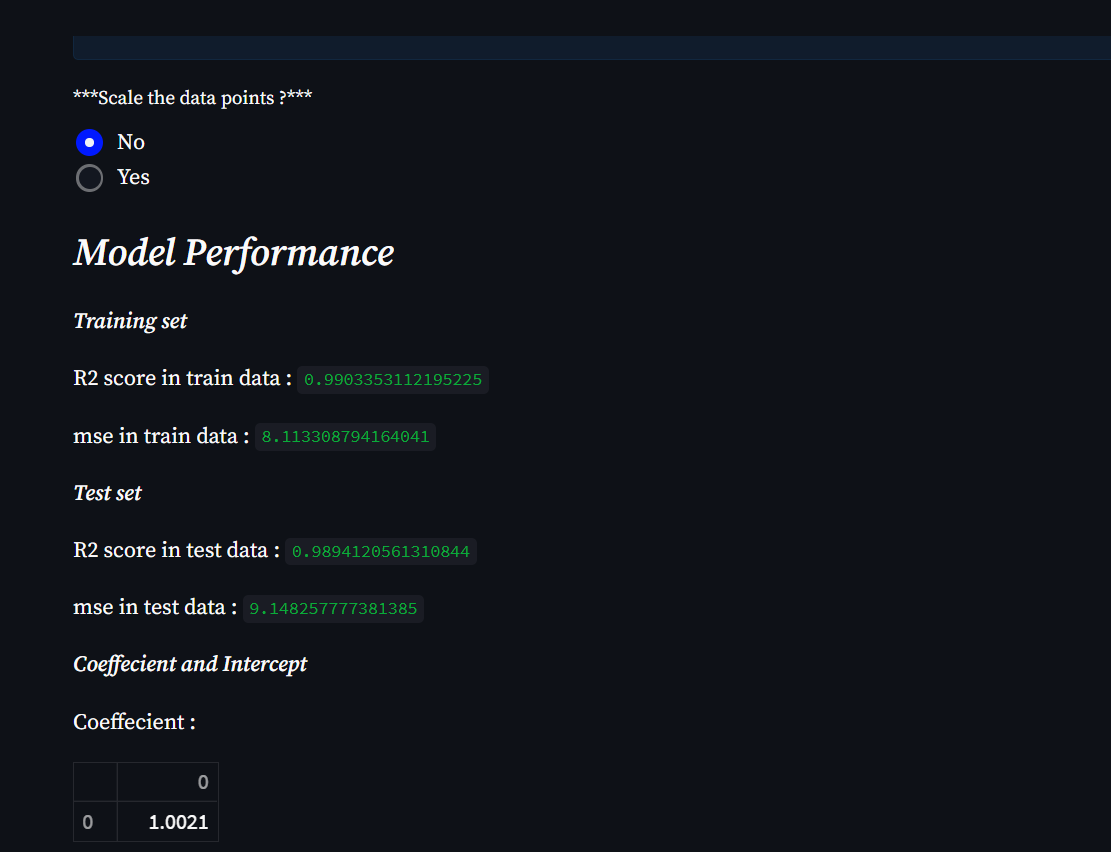 ***Scale the data points ?***
No
Yes
Model Performance
Training set
R2 score in train data : 0.9903353112195225
mse in train data : 8.113308794164041
Test set
R2 score in test data : 0.9894120561310844
mse in test data : 9.148257777381385
Coeffecient and Intercept
Coeffecient :
0
0 1.0021